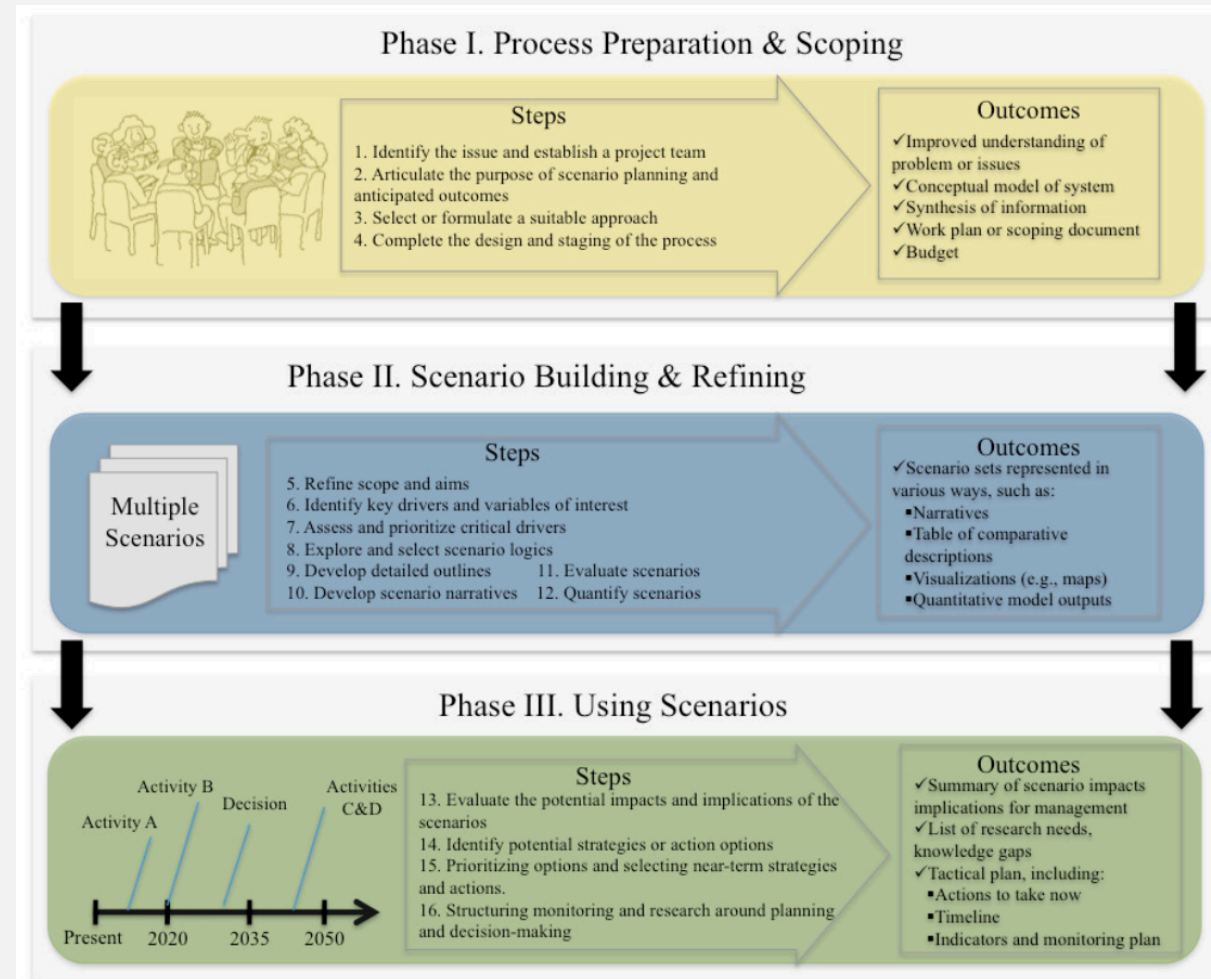 Phase I. Process Preparation & Scoping
Steps
1. Identify the issue and establish a project team
2. Articulate the purpose of scenario planning and
anticipated outcomes
3. Select or formulate a suitable approach
4. Complete the design and staging of the process
Outcomes
✓Improved understanding of
problem or issues
✓Conceptual model of system
✓Synthesis of information
✓Work plan or scoping document
✓Budget
Phase II. Scenario Building & Refining
Multiple
Scenarios
Steps
5. Refine scope and aims
6. Identify key drivers and variables of interest
7. Assess and prioritize critical drivers
8. Explore and select scenario logics
9. Develop detailed outlines 11. Evaluate scenarios
10. Develop scenario narratives 12. Quantify scenarios
Outcomes
✓Scenario sets represented in
various ways, such as:
▪Narratives
▪Table of comparative
descriptions
▪Visualizations (e.g., maps)
▪Quantitative model outputs
Phase III. Using Scenarios
Activity A
Activity B
Decision
Activities
C&D
Present 2020 2035 2050
Steps
13. Evaluate the potential impacts and implications of the
scenarios
14. Identify potential strategies or action options
15. Prioritizing options and selecting near-term strategies
and actions.
16. Structuring monitoring and research around planning
and decision-making
Outcomes
✓Summary of scenario impacts
implications for management
✓List of research needs,
knowledge gaps
✓Tactical plan, including:
▪Actions to take now
▪Timeline
▪Indicators and monitoring plan